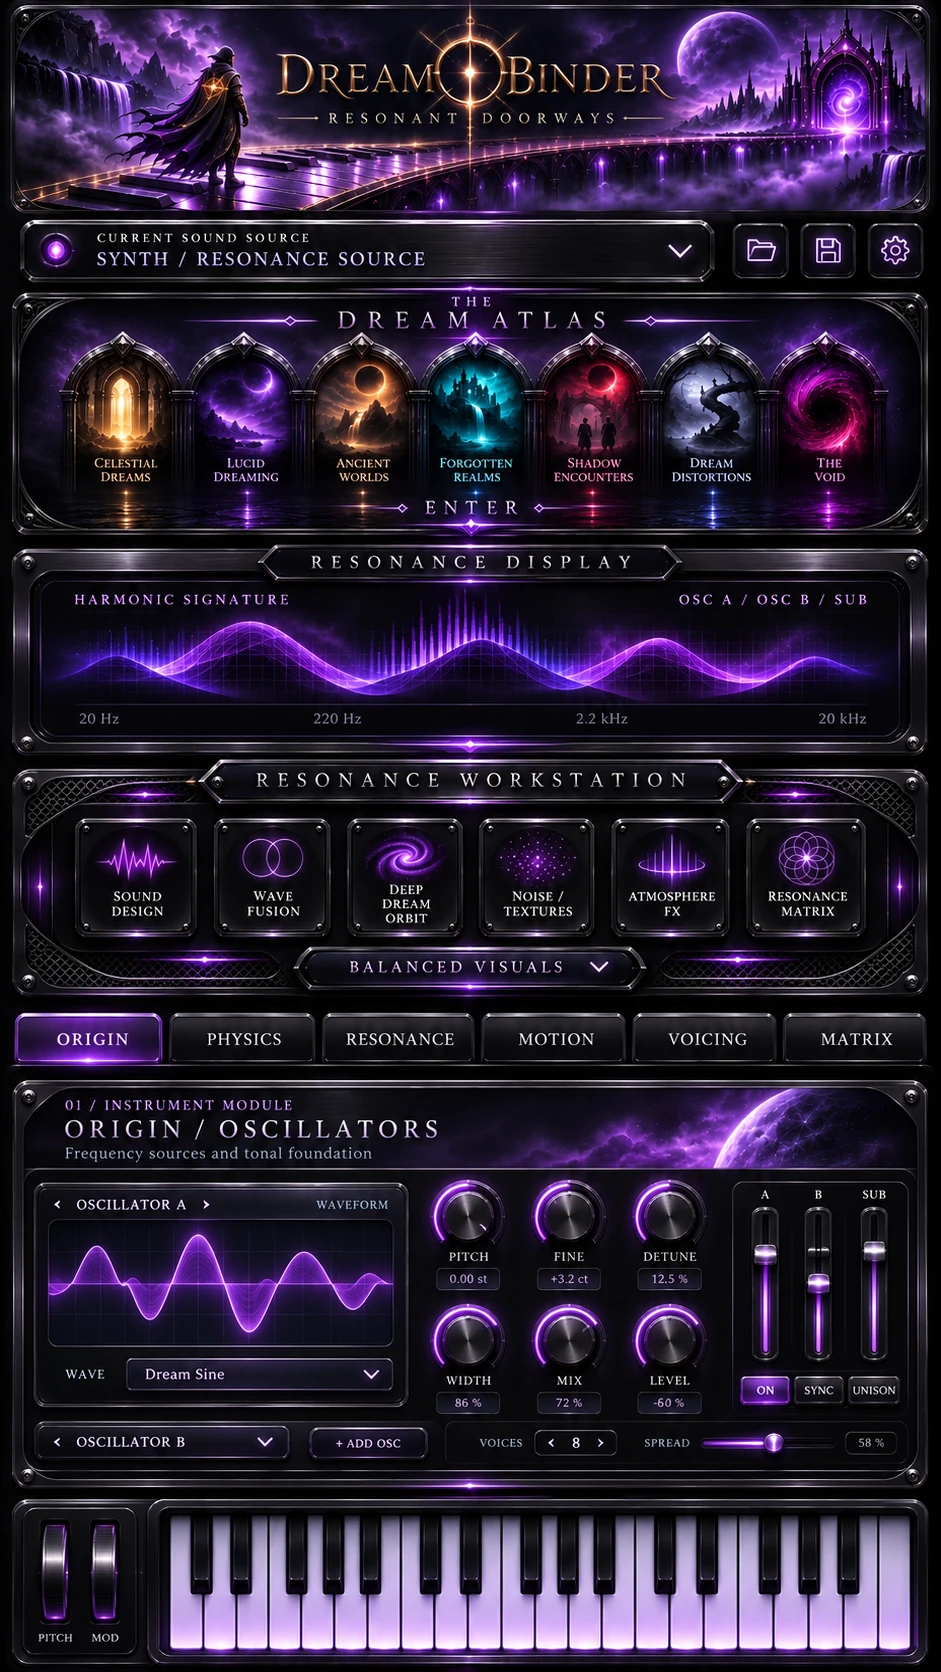 DREAM BINDER
RESONANT DOORWAYS
CURRENT SOUND SOURCE
SYNTH / RESONANCE SOURCE
THE
DREAM ATLAS
CELESTIAL
DREAMS
LUCID
DREAMING
ANCIENT
WORLDS
FORGOTTEN
REALMS
SHADOW
ENCOUNTERS
DREAM
DISTORTIONS
THE
VOID
ENTER
RESONANCE DISPLAY
HARMONIC SIGNATURE
OSC A / OSC B / SUB
20 Hz
220 Hz
2.2 kHz
20 kHz
RESONANCE WORKSTATION
SOUND
DESIGN
WAVE
FUSION
DEEP
DREAM
ORBIT
NOISE /
TEXTURES
ATMOSPHERE
FX
RESONANCE
MATRIX
BALANCED VISUALS
ORIGIN
PHYSICS
RESONANCE
MOTION
VOICING
MATRIX
01 / INSTRUMENT MODULE
ORIGIN / OSCILLATORS
Frequency sources and tonal foundation
OSCILLATOR A
WAVEFORM
WAVE
Dream Sine
PITCH
0.00 st
FINE
+3.2 ct
DETUNE
12.5 %
WIDTH
86 %
MIX
72 %
LEVEL
-60 %
A
B
SUB
ON
SYNC
UNISON
OSCILLATOR B
+ ADD OSC
VOICES
8
SPREAD
58 %
PITCH
MOD